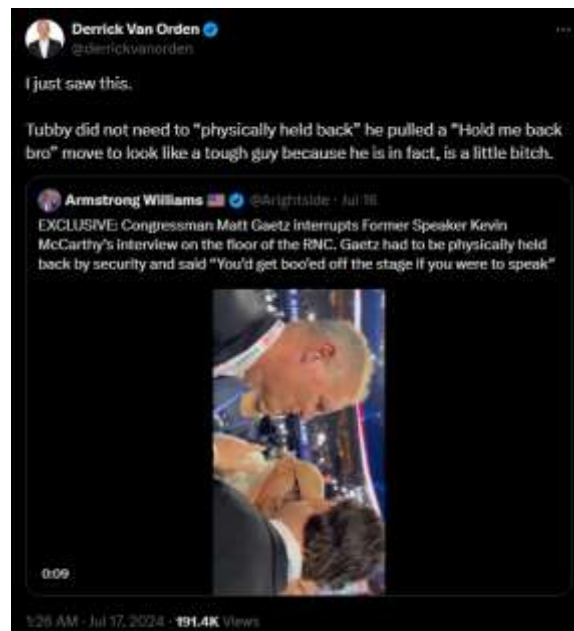 Derrick Van Orden
@derrickvanorden
I just saw this.
Tubby did not need to "physically held back" he pulled a "Hold me back
bro" move to look like a tough guy because he is in fact, is a little bitch.
Armstrong Williams 🇺🇸 @Arightside · Jul 16
EXCLUSIVE: Congressman Matt Gaetz interrupts Former Speaker Kevin
McCarthy's interview on the floor of the RNC. Gaetz had to be physically held
back by security and said "You'd get boo'ed off the stage if you were to speak"
0:09
1:26 AM · Jul 17, 2024 · 191.4K Views